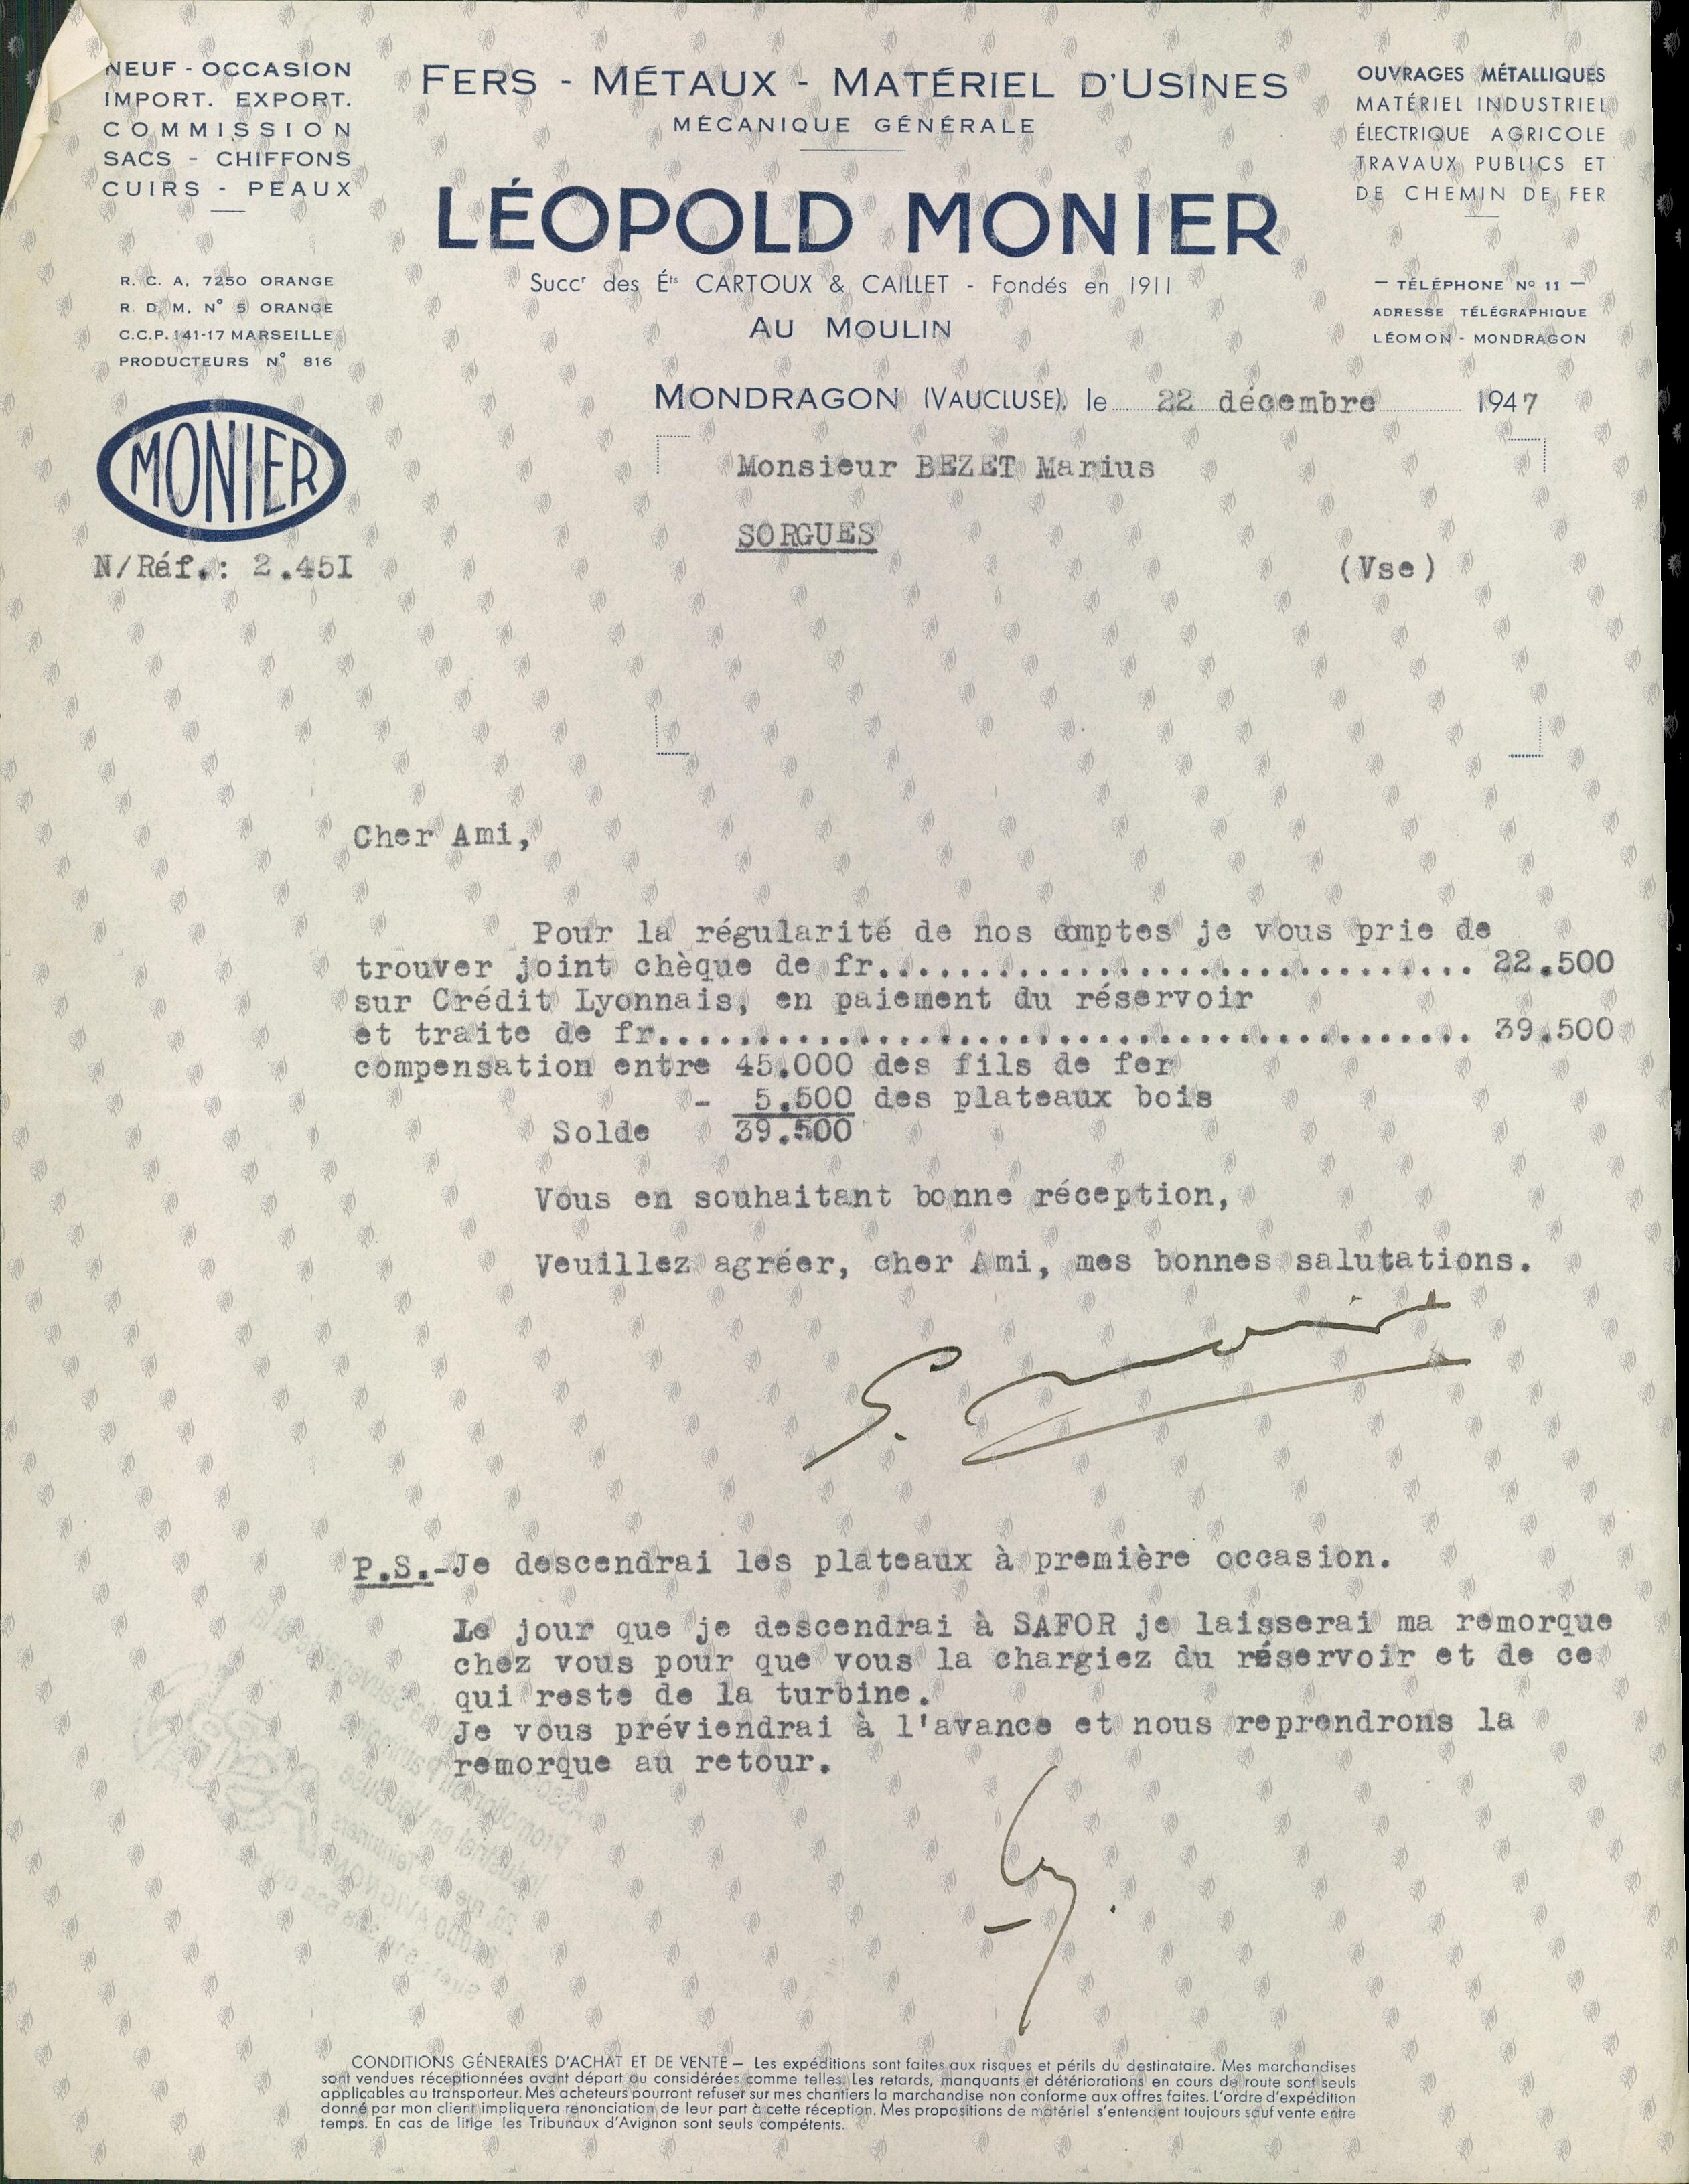 NEUF - OCCASION
IMPORT. EXPORT.
COMMISSION
SACS - CHIFFONS
CUIRS - PEAUX
FERS - MÉTAUX - MATÉRIEL D'USINES
MÉCANIQUE GÉNÉRALE
OUVRAGES MÉTALLIQUES
MATÉRIEL INDUSTRIEL
ÉLECTRIQUE AGRICOLE
TRAVAUX PUBLICS ET
DE CHEMIN DE FER
LÉOPOLD MONIER
Succr des Éts CARTOUX & CAILLET - Fondés en 1911
AU MOULIN
R. C. A. 7250 ORANGE
R. D. M. N° 5 ORANGE
C.C.P. 141-17 MARSEILLE
PRODUCTEURS N° 816
— TÉLÉPHONE N° 11 —
ADRESSE TÉLÉGRAPHIQUE
LÉOMON - MONDRAGON
MONDRAGON (VAUCLUSE), le 22 décembre 1947
MONIER
Monsieur BEZET Marius
SORGUES
(Vse)
N/Réf.: 2.45I
Cher Ami,
Pour la régularité de nos omptes je vous prie de
trouver joint chèque de fr.............................. 22.500
sur Crédit Lyonnais, en paiement du réservoir
et traite de fr......................................... 39.500
compensation entre 45.000 des fils de fer
- 5.500 des plateaux bois
Solde 39.500
Vous en souhaitant bonne réception,
Veuillez agréer, cher Ami, mes bonnes salutations.
P.S.-Je descendrai les plateaux à première occasion.
Le jour que je descendrai à SAFOR je laisserai ma remorque
chez vous pour que vous la chargiez du réservoir et de ce
qui reste de la turbine.
Je vous préviendrai à l'avance et nous reprendrons la
remorque au retour.
CONDITIONS GÉNERALES D'ACHAT ET DE VENTE — Les expéditions sont faites aux risques et périls du destinataire. Mes marchandises
sont vendues réceptionnées avant départ ou considérées comme telles. Les retards, manquants et détériorations en cours de route sont seuls
applicables au transporteur. Mes acheteurs pourront refuser sur mes chantiers la marchandise non conforme aux offres faites. L'ordre d'expédition
donné par mon client impliquera renonciation de leur part à cette réception. Mes propositions de matériel s'entendent toujours sauf vente entre
temps. En cas de litige les Tribunaux d'Avignon sont seuls compétents.